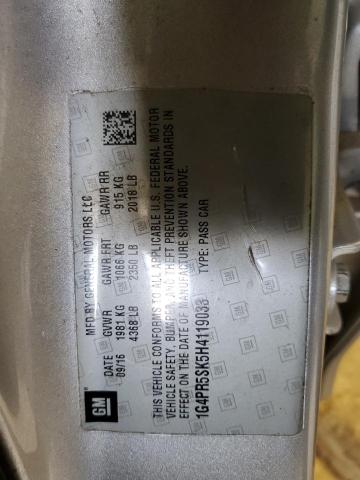 GM
MFD BY GENERAL MOTORS LLC
DATE GVWR GAWR FRT GAWR RR
09/16 1981 KG 1066 KG 915 KG
4368 LB 2350 LB 2018 LB
THIS VEHICLE CONFORMS TO ALL APPLICABLE U.S. FEDERAL MOTOR
VEHICLE SAFETY, BUMPER, AND THEFT PREVENTION STANDARDS IN
EFFECT ON THE DATE OF MANUFACTURE SHOWN ABOVE.
1G4PR5SK5H4119033 TYPE: PASS CAR